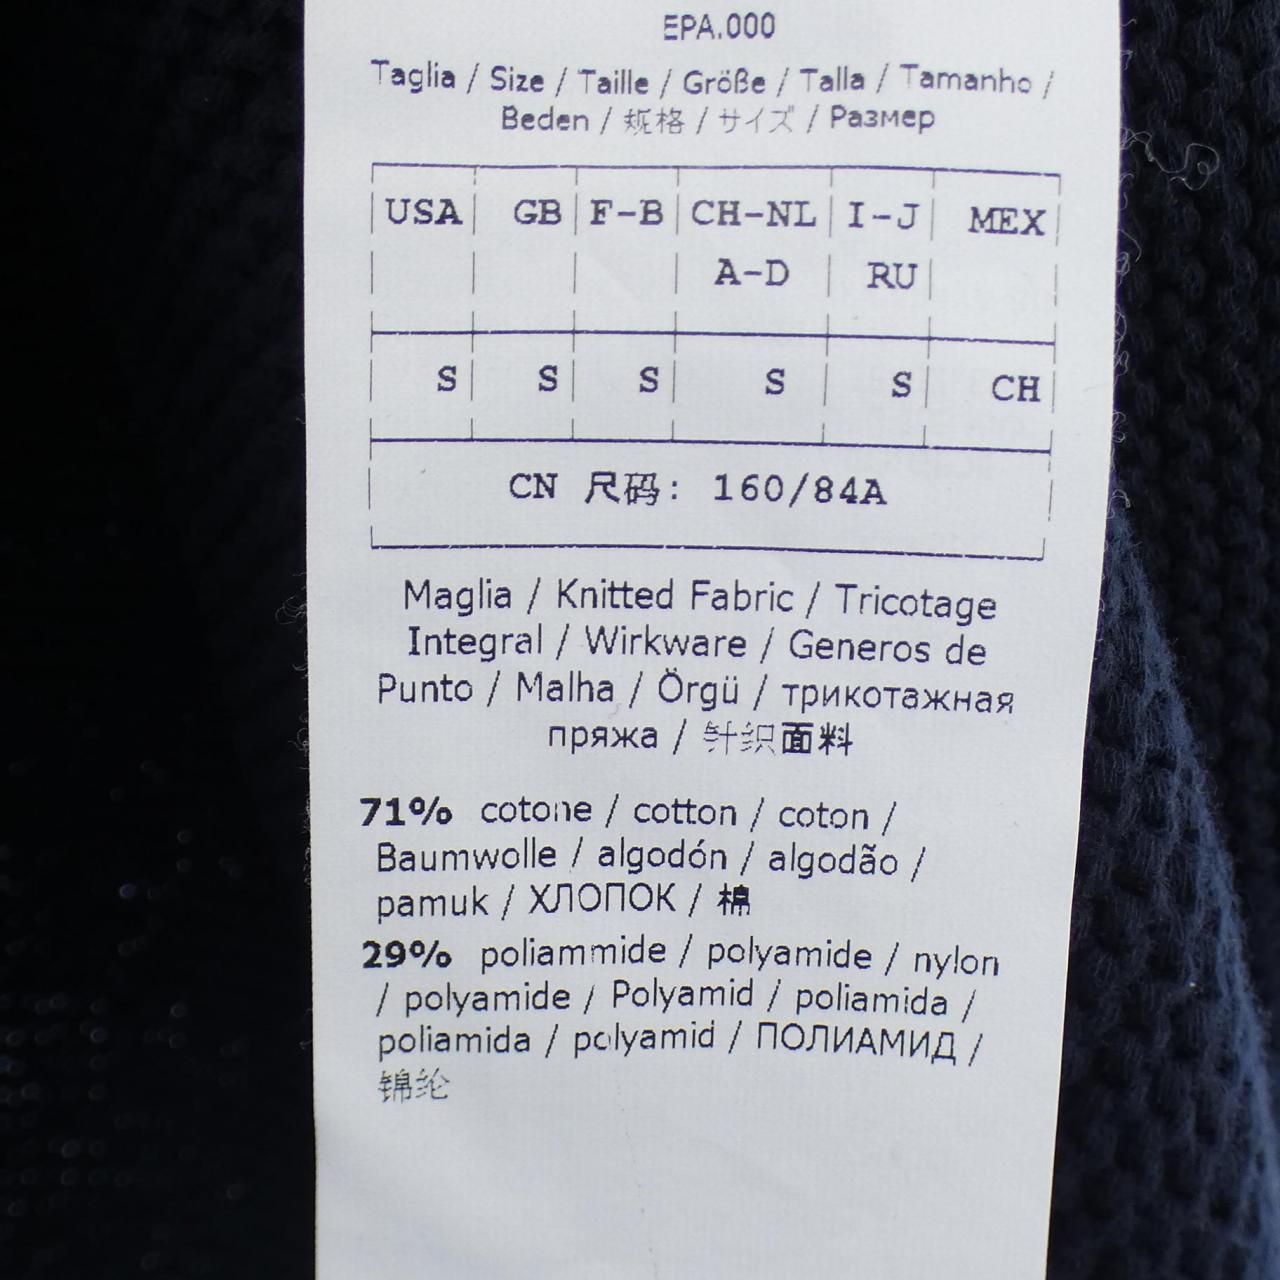 EPA.000
Taglia / Size / Taille / Größe / Talla / Tamanho /
Beden / 规格 / サイズ / Размер
USA GB F-B CH-NL I-J MEX
A-D RU
S S S S S CH
CN 尺码: 160/84A
Maglia / Knitted Fabric / Tricotage
Integral / Wirkware / Generos de
Punto / Malha / Örgü / трикотажная
пряжа / 针织面料
71% cotone / cotton / coton /
Baumwolle / algodón / algodão /
pamuk / ХЛОПОК / 棉
29% poliammide / polyamide / nylon
/ polyamide / Polyamid / poliamida /
poliamida / polyamid / ПОЛИАМИД /
锦纶